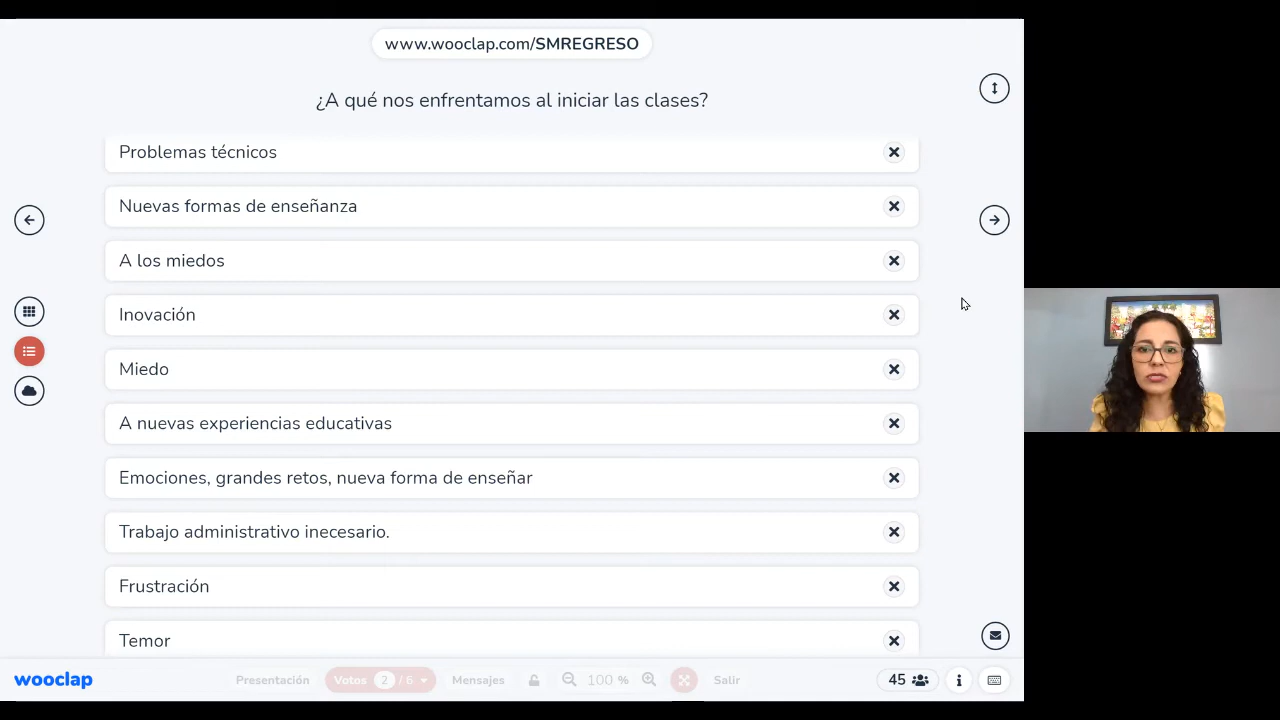 www.wooclap.com/SMREGRESO
¿A qué nos enfrentamos al iniciar las clases?
Problemas técnicos
Nuevas formas de enseñanza
A los miedos
Inovación
Miedo
A nuevas experiencias educativas
Emociones, grandes retos, nueva forma de enseñar
Trabajo administrativo inecesario.
Frustración
Temor
wooclap Presentación Votos 2 / 6 Mensajes 100 % Salir 45